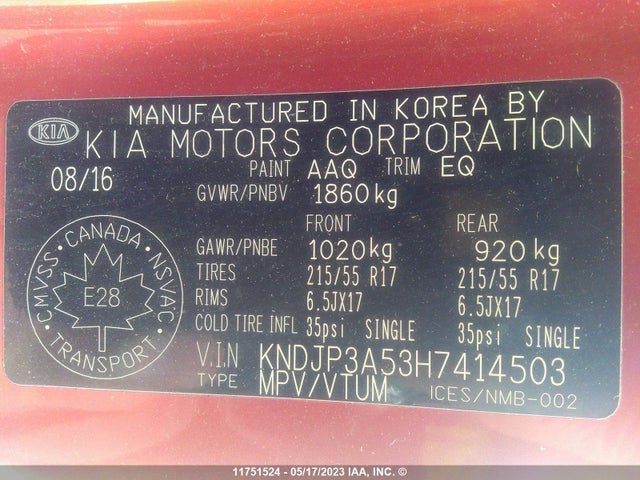 MANUFACTURED IN KOREA BY
KIA KIA MOTORS CORPORATION
08/16 PAINT AAQ TRIM EQ
GVWR/PNBV 1860kg
FRONT REAR
GAWR/PNBE 1020kg 920kg
TIRES 215/55 R17 215/55 R17
RIMS 6.5JX17 6.5JX17
COLD TIRE INFL 35psi SINGLE 35psi SINGLE
V.I.N KNDJP3A53H7414503
TYPE MPV/VTUM ICES/NMB-002
CMVSS · CANADA · NSVAC
E28
TRANSPORT
11751524 - 05/17/2023 IAA, INC. ©